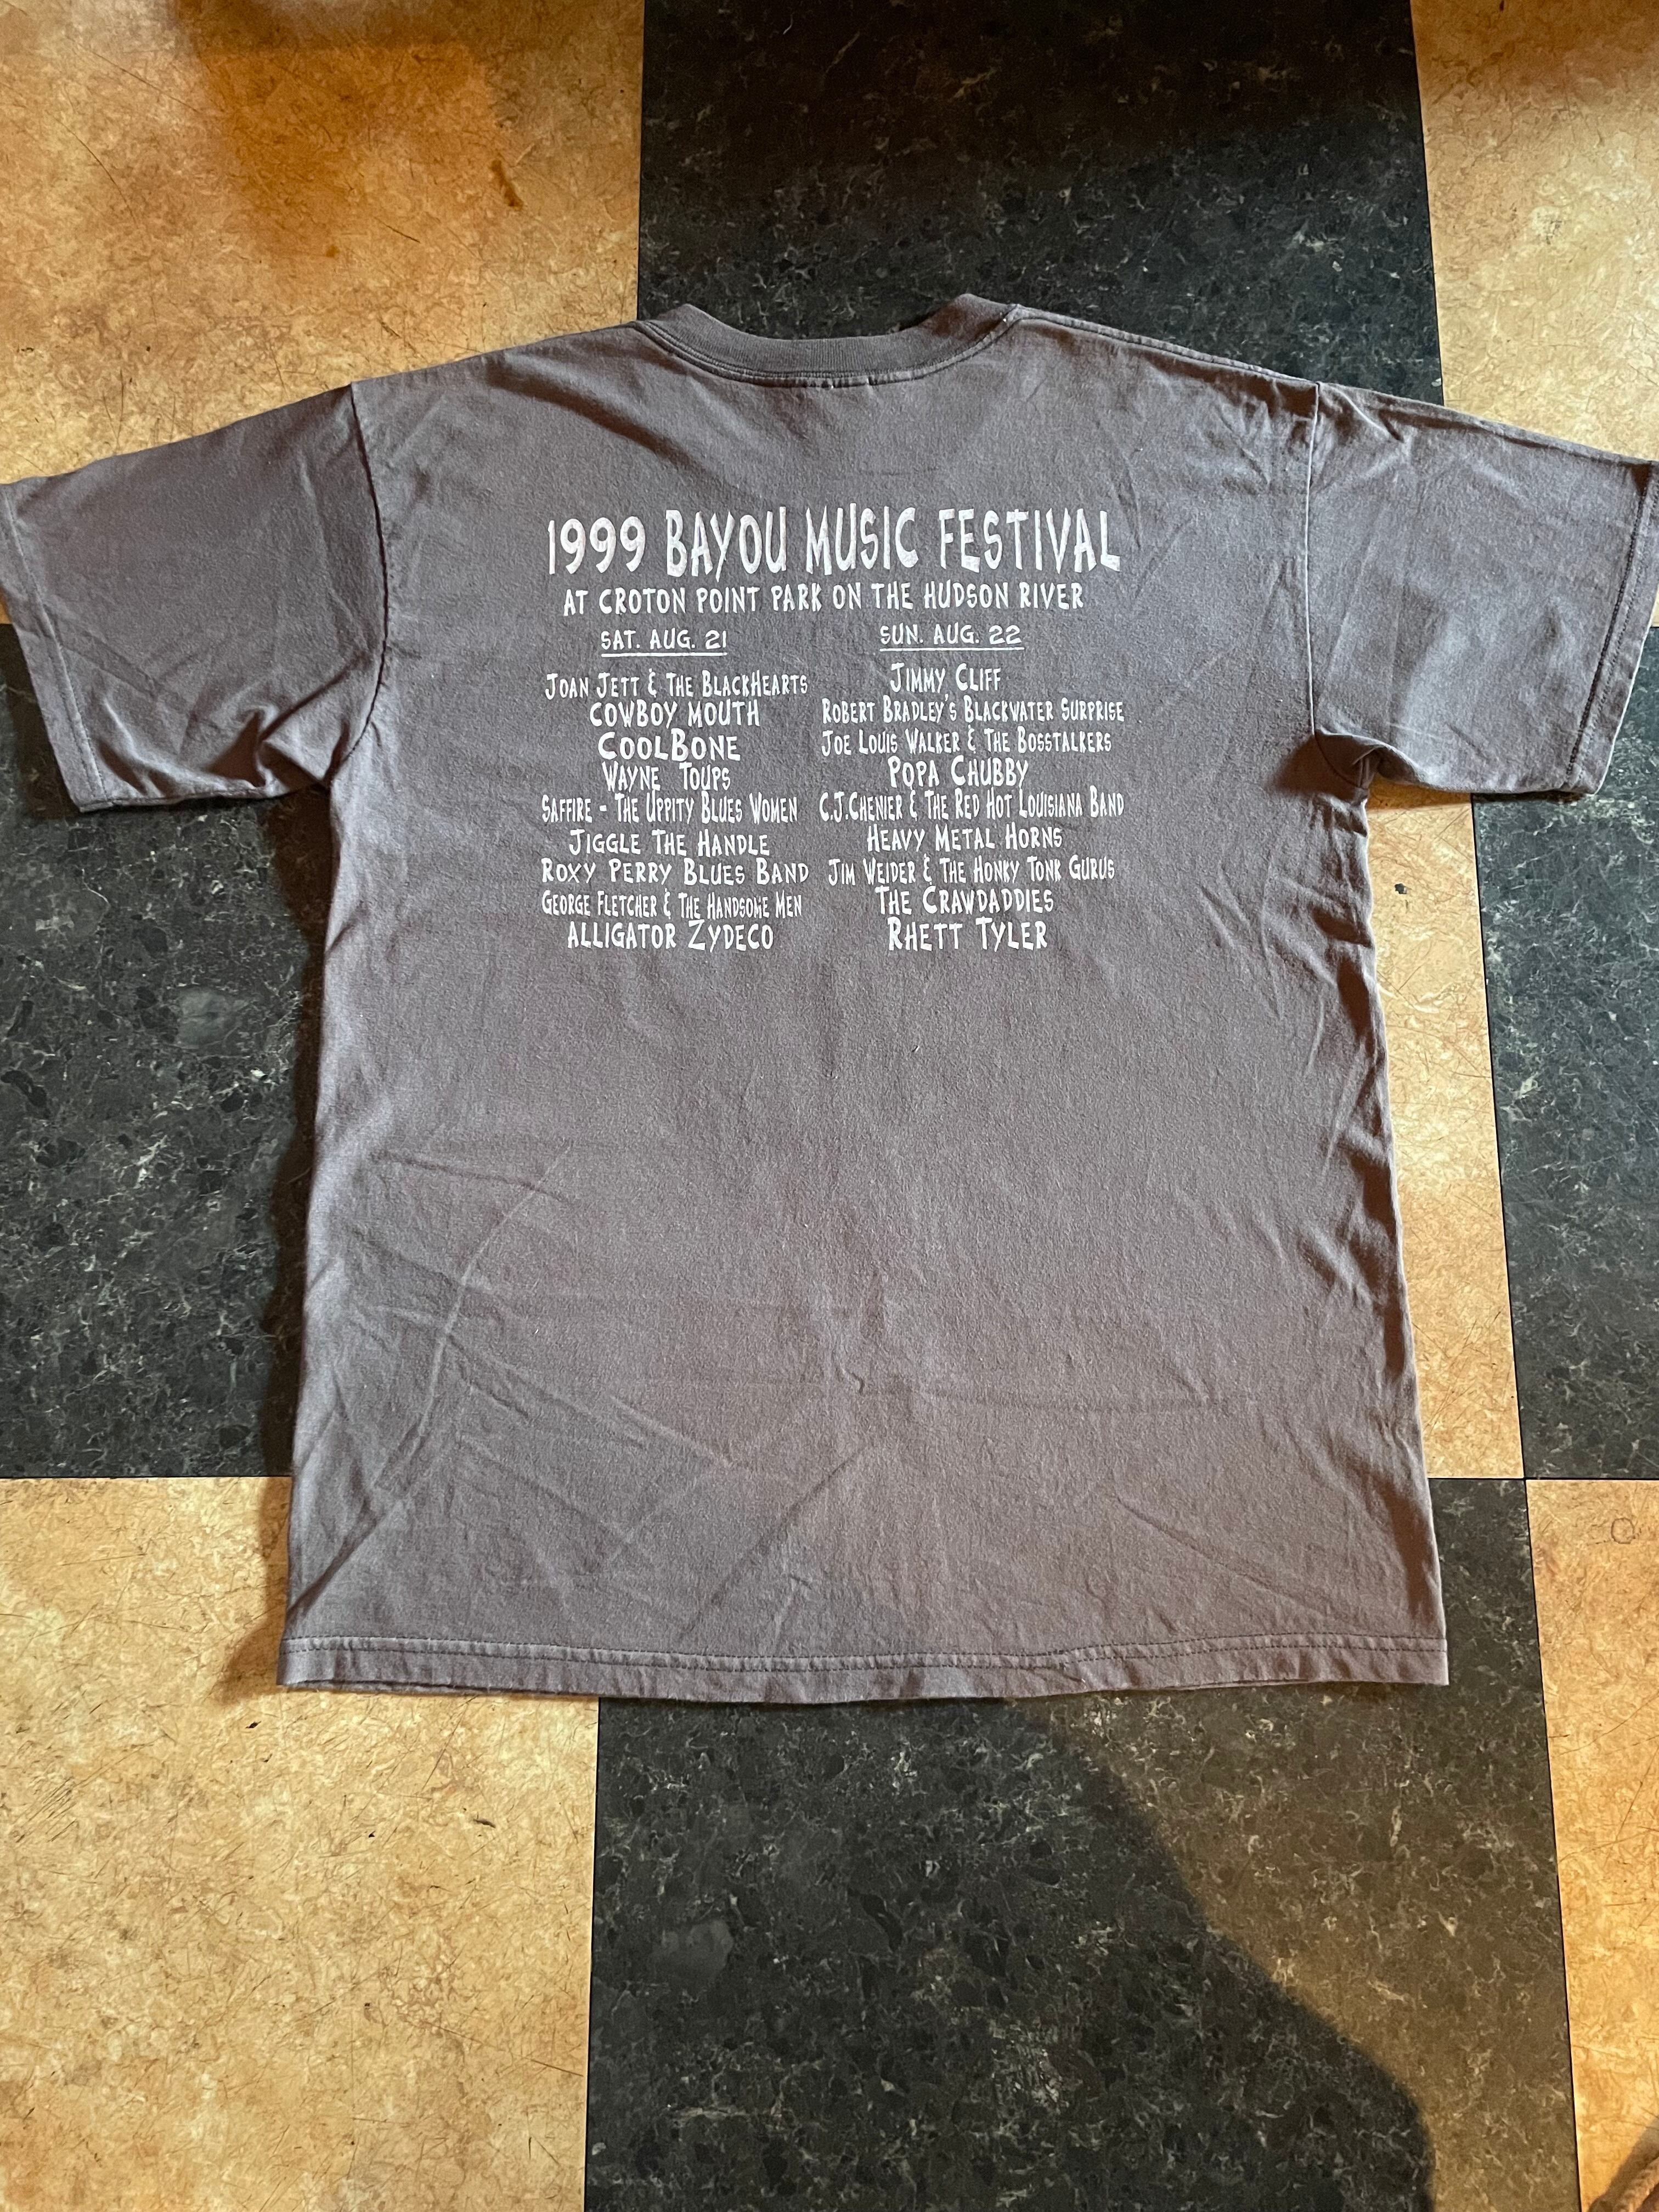 1999 BAYOU MUSIC FESTIVAL
AT CROTON POINT PARK ON THE HUDSON RIVER
SAT. AUG. 21
JOAN JETT & THE BLACKHEARTS
COWBOY MOUTH
COOLBONE
WAYNE TOUPS
SAFFIRE - THE UPPITY BLUES WOMEN
JIGGLE THE HANDLE
ROXY PERRY BLUES BAND
GEORGE FLETCHER & THE HANDSOME MEN
ALLIGATOR ZYDECO
SUN. AUG. 22
JIMMY CLIFF
ROBERT BRADLEY'S BLACKWATER SURPRISE
JOE LOUIS WALKER & THE BOSSTALKERS
POPA CHUBBY
C.J.CHENIER & THE RED HOT LOUISIANA BAND
HEAVY METAL HORNS
JIM WEIDER & THE HONKY TONK GURUS
THE CRAWDADDIES
RHETT TYLER